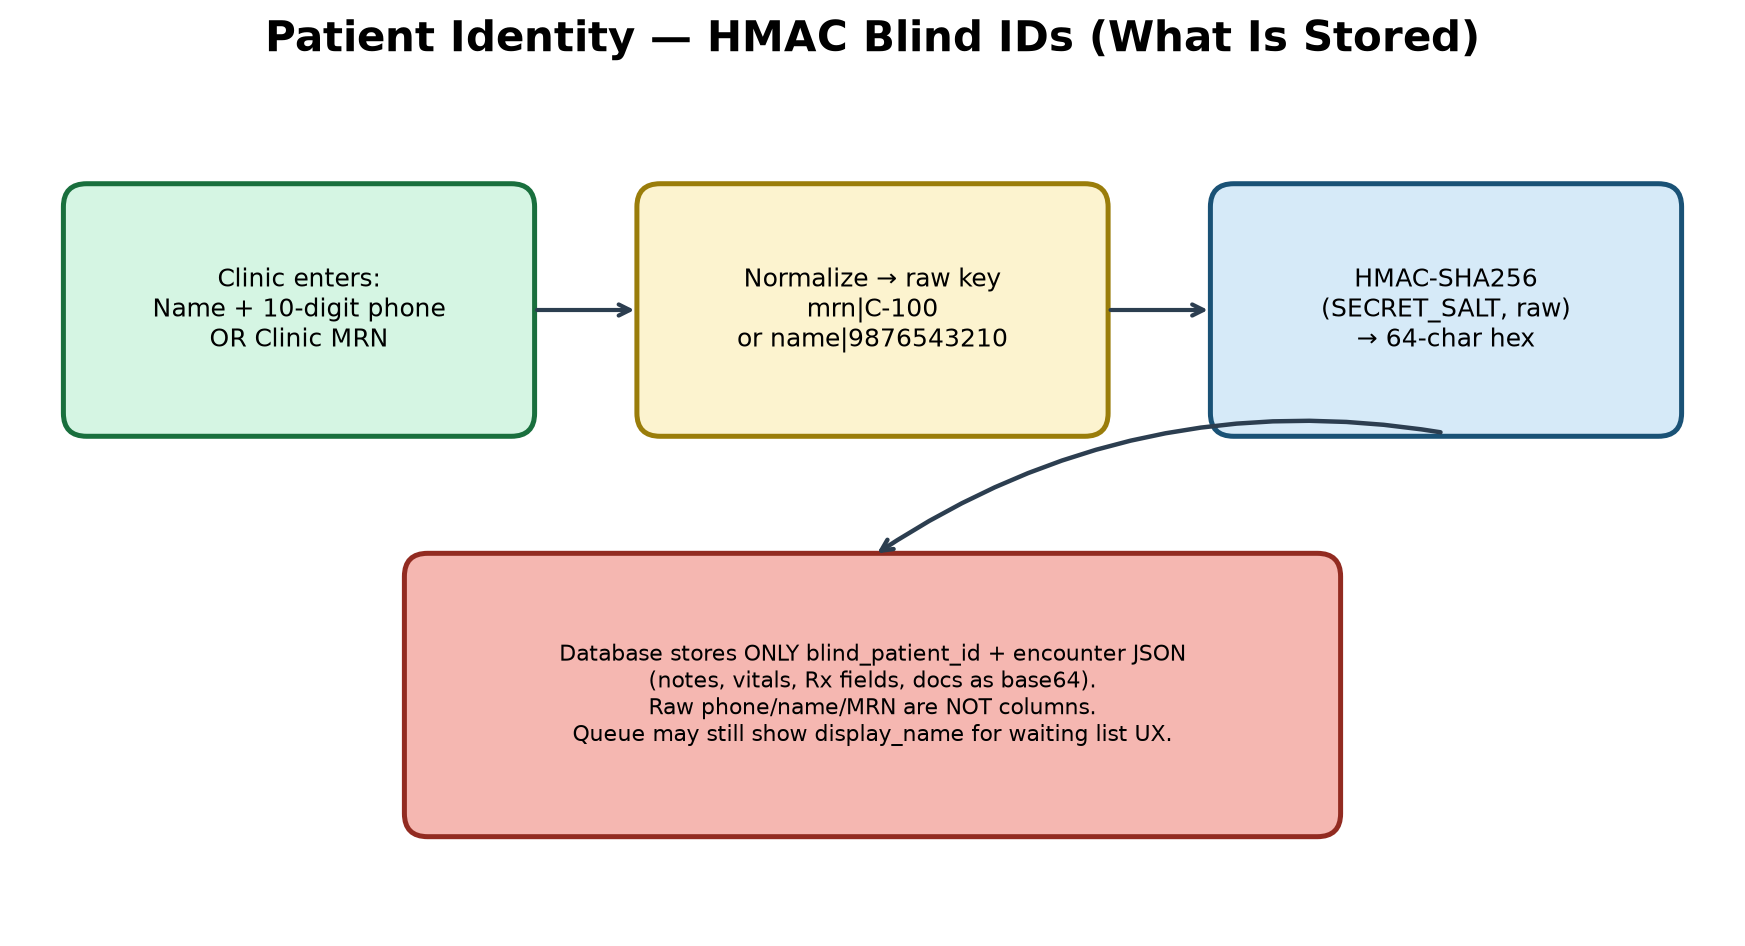 Patient Identity — HMAC Blind IDs (What Is Stored)
Clinic enters:
Name + 10-digit phone
OR Clinic MRN
Normalize → raw key
mrn|C-100
or name|9876543210
HMAC-SHA256
(SECRET_SALT, raw)
→ 64-char hex
Database stores ONLY blind_patient_id + encounter JSON
(notes, vitals, Rx fields, docs as base64).
Raw phone/name/MRN are NOT columns.
Queue may still show display_name for waiting list UX.